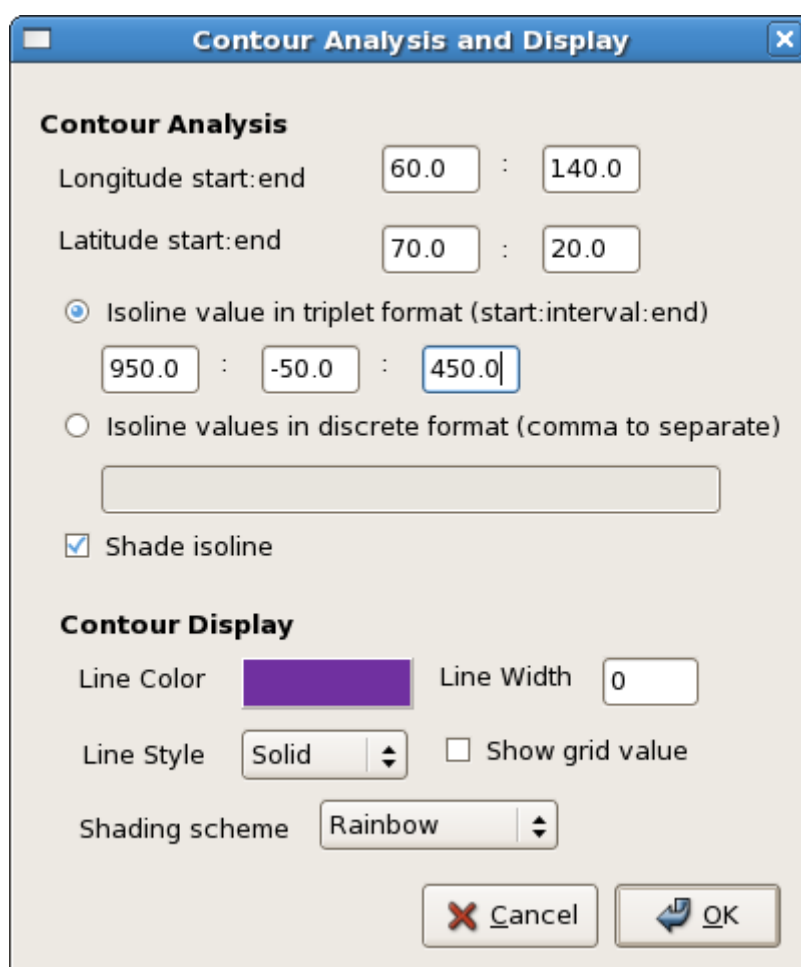 Contour Analysis and Display
Contour Analysis
Longitude start:end 60.0 : 140.0
Latitude start:end 70.0 : 20.0
Isoline value in triplet format (start:interval:end)
950.0 : -50.0 : 450.0
Isoline values in discrete format (comma to separate)
Shade isoline
Contour Display
Line Color Line Width 0
Line Style Solid Show grid value
Shading scheme Rainbow
Cancel OK